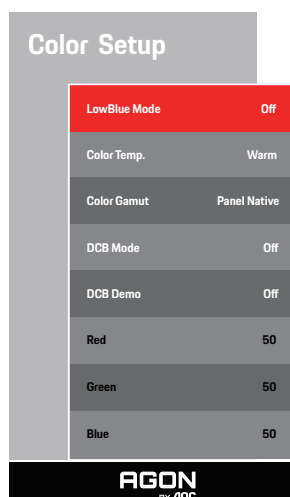 Color Setup
LowBlue Mode Off
Color Temp. Warm
Color Gamut Panel Native
DCB Mode Off
DCB Demo Off
Red 50
Green 50
Blue 50
AGON
BY AOC